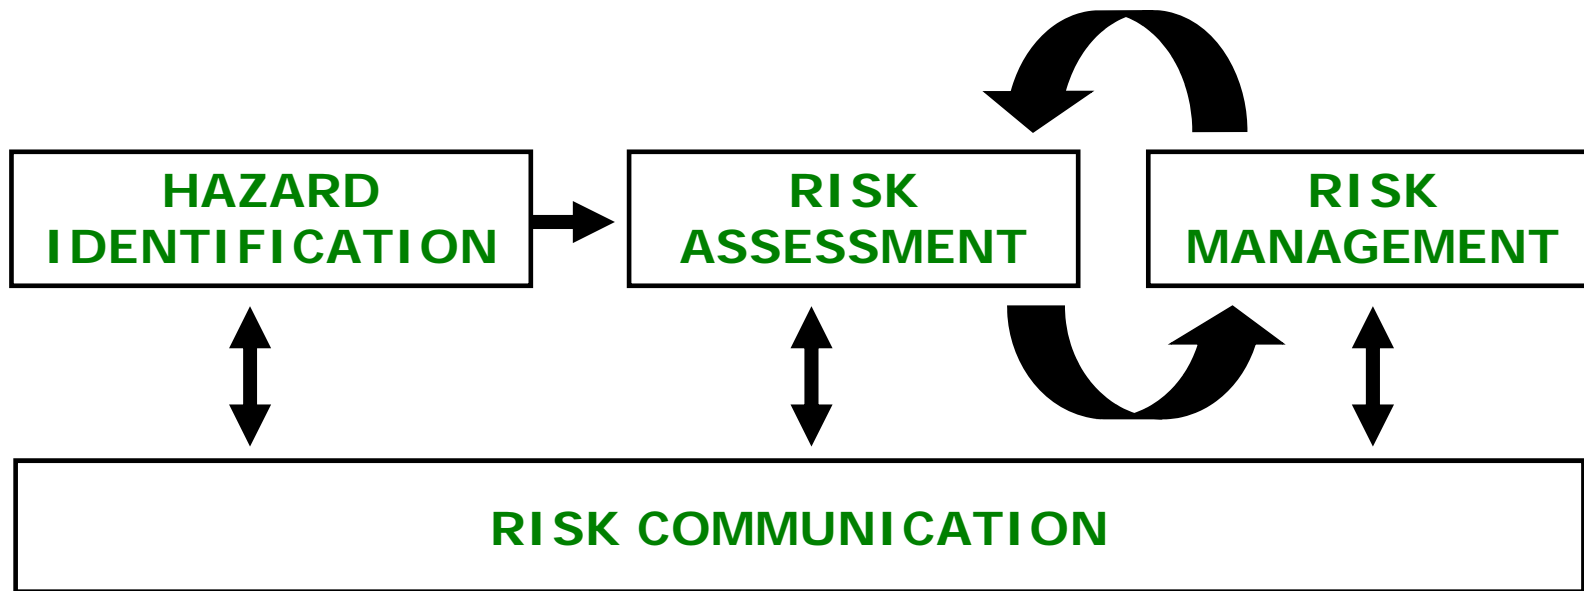 HAZARD
IDENTIFICATION
RISK
ASSESSMENT
RISK
MANAGEMENT
RISK COMMUNICATION